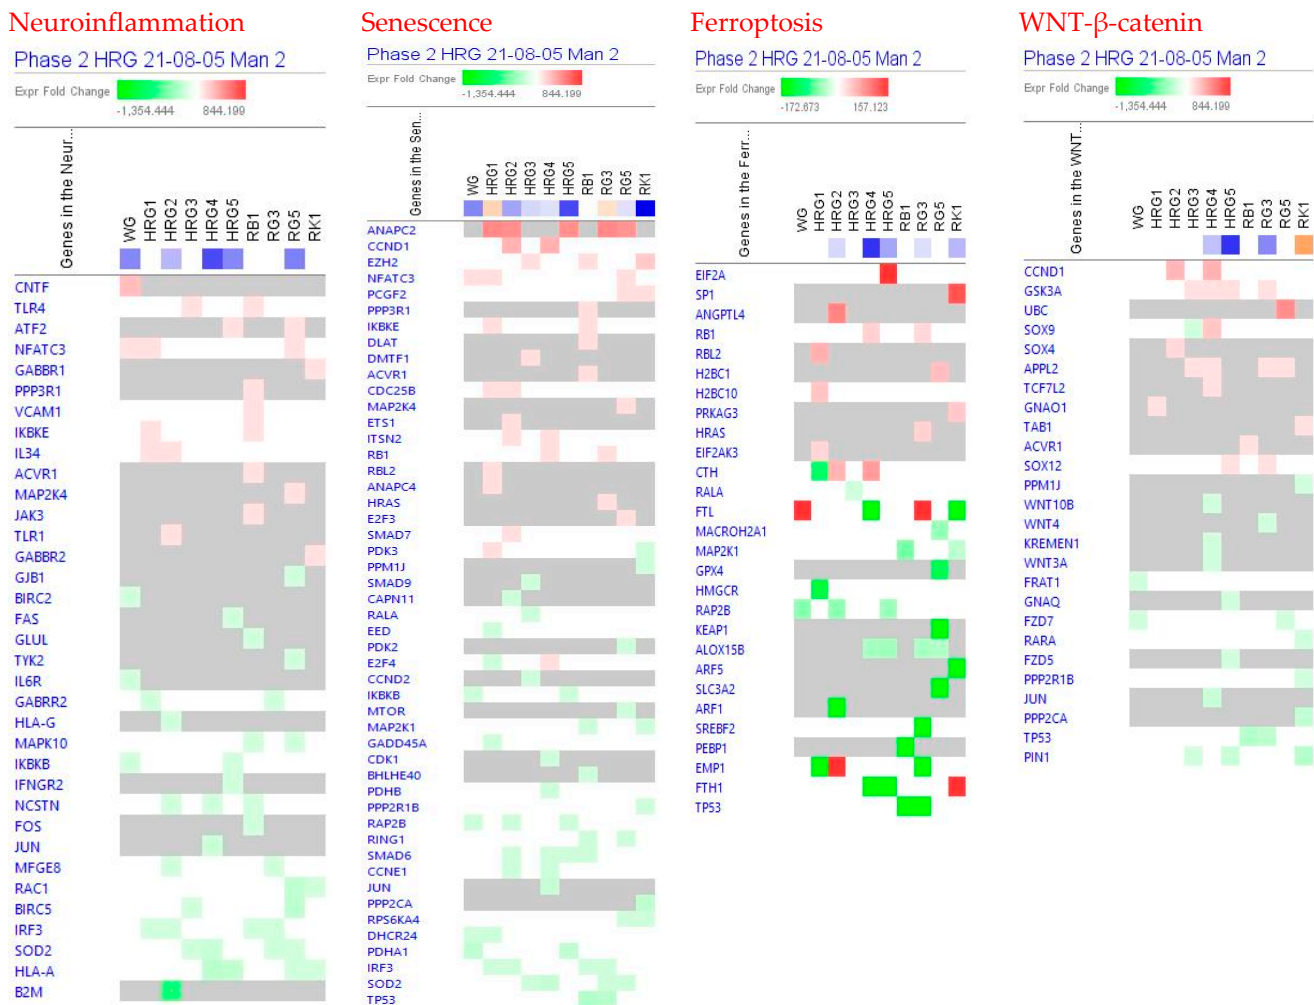 Neuroinflammation
Phase 2 HRG 21-08-05 Man 2
Expr Fold Change
-1,354.444 844.199
Genes in the Neur...
WG
HRG1
HRG2
HRG3
HRG4
HRG5
RB1
RG3
RG5
RK1
CNTF
TLR4
ATF2
NFATC3
GABBR1
PPP3R1
VCAM1
IKBKE
IL34
ACVR1
MAP2K4
JAK3
TLR1
GABBR2
GJB1
BIRC2
FAS
GLUL
TYK2
IL6R
GABRR2
HLA-G
MAPK10
IKBKB
IFNGR2
NCSTN
FOS
JUN
MFGE8
RAC1
BIRC5
IRF3
SOD2
HLA-A
B2M
Senescence
Phase 2 HRG 21-08-05 Man 2
Expr Fold Change
-1,354.444 844.199
Genes in the Sen...
WG
HRG1
HRG2
HRG3
HRG4
HRG5
RB1
RG3
RG5
RK1
ANAPC2
CCND1
EZH2
NFATC3
PCGF2
PPP3R1
IKBKE
DLAT
DMTF1
ACVR1
CDC25B
MAP2K4
ETS1
ITSN2
RB1
RBL2
ANAPC4
HRAS
E2F3
SMAD7
PDK3
PPM1J
SMAD9
CAPN11
RALA
EED
PDK2
E2F4
CCND2
IKBKB
MTOR
MAP2K1
GADD45A
CDK1
BHLHE40
PDHB
PPP2R1B
RAP2B
RING1
SMAD6
CCNE1
JUN
PPP2CA
RPS6KA4
DHCR24
PDHA1
IRF3
SOD2
TP53
Ferroptosis
Phase 2 HRG 21-08-05 Man 2
Expr Fold Change
-172.673 157.123
Genes in the Ferr...
WG
HRG1
HRG2
HRG3
HRG4
HRG5
RB1
RG3
RG5
RK1
EIF2A
SP1
ANGPTL4
RB1
RBL2
H2BC1
H2BC10
PRKAG3
HRAS
EIF2AK3
CTH
RALA
FTL
MACROH2A1
MAP2K1
GPX4
HMGCR
RAP2B
KEAP1
ALOX15B
ARF5
SLC3A2
ARF1
SREBF2
PEBP1
EMP1
FTH1
TP53
WNT-β-catenin
Phase 2 HRG 21-08-05 Man 2
Expr Fold Change
-1,354.444 844.199
Genes in the WNT...
WG
HRG1
HRG2
HRG3
HRG4
HRG5
RB1
RG3
RG5
RK1
CCND1
GSK3A
UBC
SOX9
SOX4
APPL2
TCF7L2
GNAO1
TAB1
ACVR1
SOX12
PPM1J
WNT10B
WNT4
KREMEN1
WNT3A
FRAT1
GNAQ
FZD7
RARA
FZD5
PPP2R1B
JUN
PPP2CA
TP53
PIN1